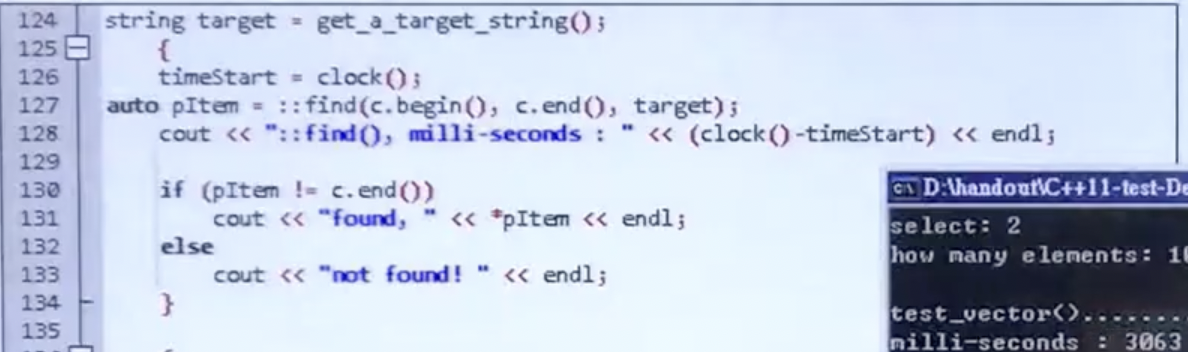 124 string target = get_a_target_string();
125 {
126 timeStart = clock();
127 auto pItem = ::find(c.begin(), c.end(), target);
128 cout << "::find(), milli-seconds : " << (clock()-timeStart) << endl;
129
130 if (pItem != c.end())
131 cout << "found, " << *pItem << endl;
132 else
133 cout << "not found! " << endl;
134 }
135
D:\handout\C++11-test-De
select: 2
how many elements: 10
test_vector()........
milli-seconds : 3063